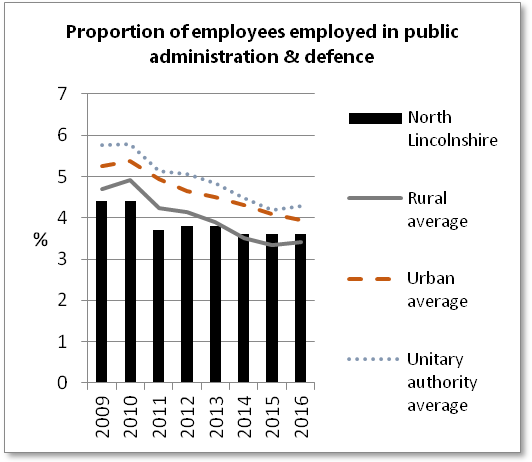 Proportion of employees employed in public
administration & defence
7
6
5
4
3
2
1
0
%
2009
2010
2011
2012
2013
2014
2015
2016
North
Lincolnshire
Rural
average
Urban
average
Unitary
authority
average